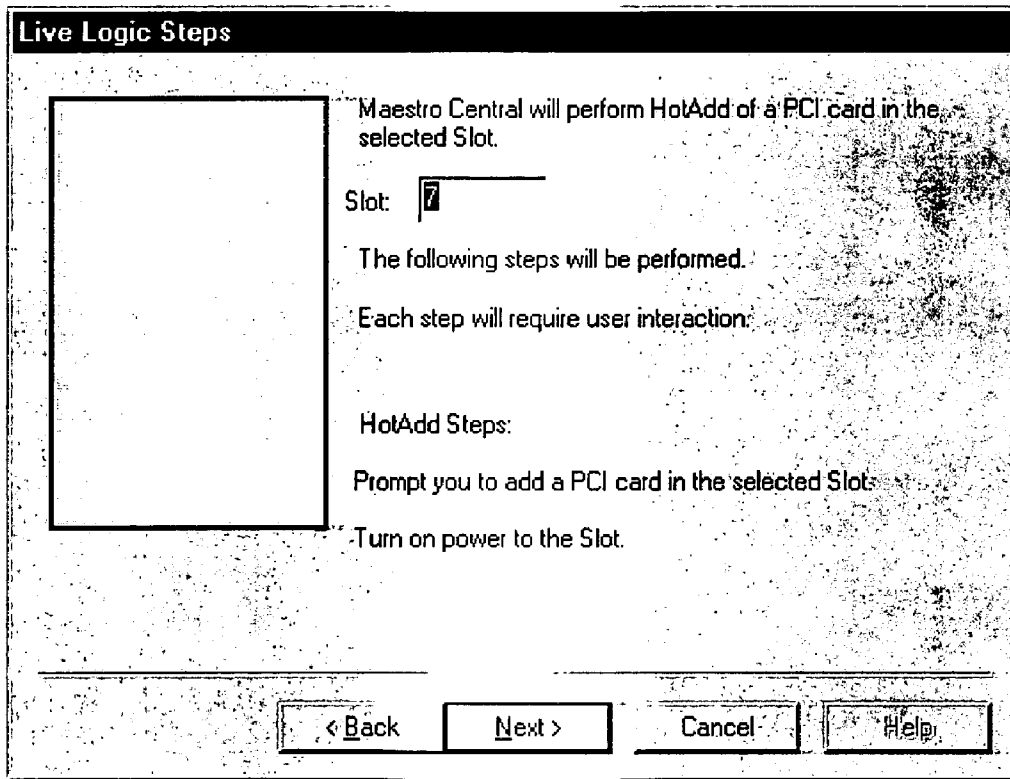 Live Logic Steps
Maestro Central will perform HotAdd of a PCI card in the
selected Slot.
Slot: 7
The following steps will be performed.
Each step will require user interaction.
HotAdd Steps:
Prompt you to add a PCI card in the selected Slot.
Turn on power to the Slot.
< Back Next > Cancel Help